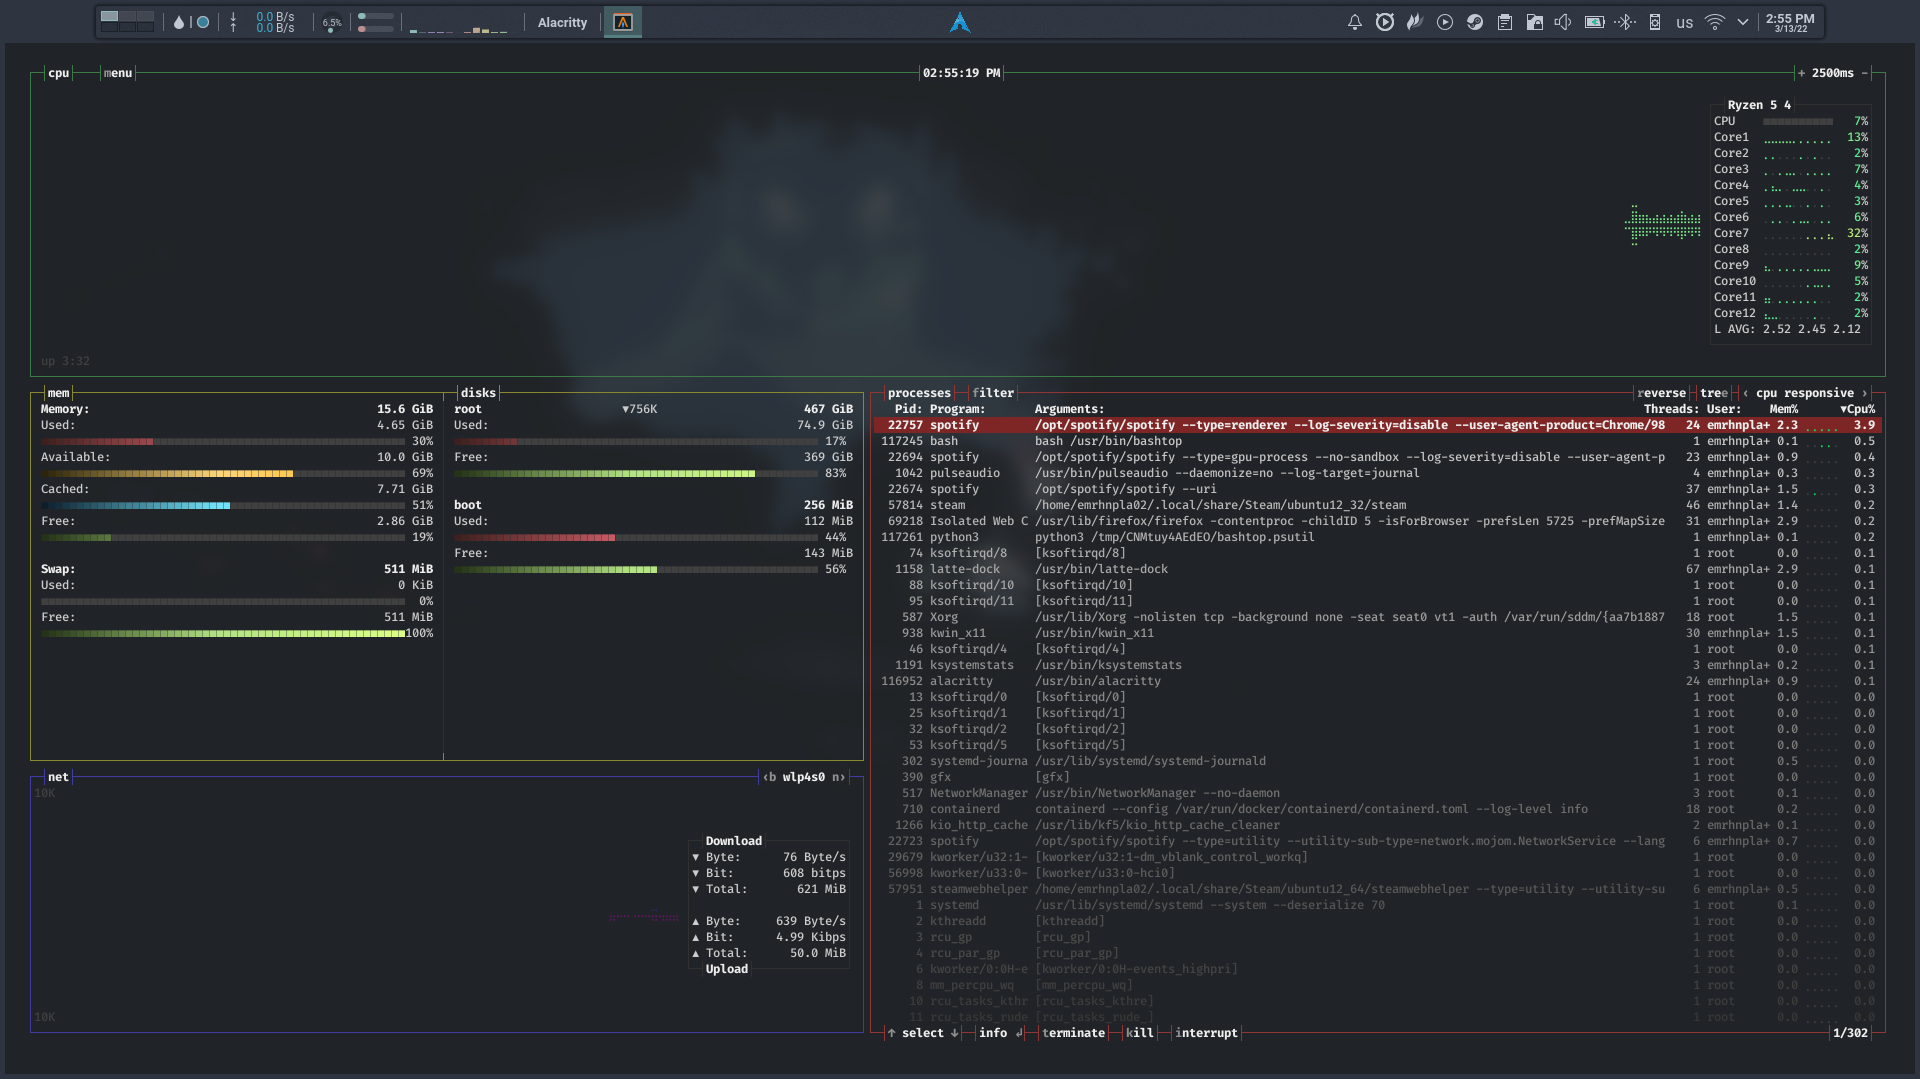 0.0 B/s
0.0 B/s
6.5%
Alacritty
us
2:55 PM
3/13/22
cpu menu 02:55:19 PM + 2500ms -
Ryzen 5 4
CPU 7%
Core1 13%
Core2 2%
Core3 7%
Core4 4%
Core5 3%
Core6 6%
Core7 32%
Core8 2%
Core9 9%
Core10 5%
Core11 2%
Core12 2%
L AVG: 2.52 2.45 2.12
up 3:32
mem
Memory: 15.6 GiB
Used: 4.65 GiB
30%
Available: 10.0 GiB
69%
Cached: 7.71 GiB
51%
Free: 2.86 GiB
19%
Swap: 511 MiB
Used: 0 KiB
0%
Free: 511 MiB
100%
disks
root ▼756K 467 GiB
Used: 74.9 GiB
17%
Free: 369 GiB
83%
boot 256 MiB
Used: 112 MiB
44%
Free: 143 MiB
56%
net ‹b wlp4s0 n›
10K
Download
▼ Byte: 76 Byte/s
▼ Bit: 608 bitps
▼ Total: 621 MiB
▲ Byte: 639 Byte/s
▲ Bit: 4.99 Kibps
▲ Total: 50.0 MiB
Upload
10K
processes filter reverse tree ‹ cpu responsive ›
Pid: Program: Arguments: Threads: User: Mem% ▼Cpu%
22757 spotify /opt/spotify/spotify --type=renderer --log-severity=disable --user-agent-product=Chrome/98 24 emrhnpla+ 2.3 3.9
117245 bash bash /usr/bin/bashtop 1 emrhnpla+ 0.1 0.5
22694 spotify /opt/spotify/spotify --type=gpu-process --no-sandbox --log-severity=disable --user-agent-p 23 emrhnpla+ 0.9 0.4
1042 pulseaudio /usr/bin/pulseaudio --daemonize=no --log-target=journal 4 emrhnpla+ 0.3 0.3
22674 spotify /opt/spotify/spotify --uri 37 emrhnpla+ 1.5 0.3
57814 steam /home/emrhnpla02/.local/share/Steam/ubuntu12_32/steam 46 emrhnpla+ 1.4 0.2
69218 Isolated Web C /usr/lib/firefox/firefox -contentproc -childID 5 -isForBrowser -prefsLen 5725 -prefMapSize 31 emrhnpla+ 2.9 0.2
117261 python3 python3 /tmp/CNMtuy4AEdEO/bashtop.psutil 1 emrhnpla+ 0.1 0.2
74 ksoftirqd/8 [ksoftirqd/8] 1 root 0.0 0.1
1158 latte-dock /usr/bin/latte-dock 67 emrhnpla+ 2.9 0.1
88 ksoftirqd/10 [ksoftirqd/10] 1 root 0.0 0.1
95 ksoftirqd/11 [ksoftirqd/11] 1 root 0.0 0.1
587 Xorg /usr/lib/Xorg -nolisten tcp -background none -seat seat0 vt1 -auth /var/run/sddm/{aa7b1887 18 root 1.5 0.1
938 kwin_x11 /usr/bin/kwin_x11 30 emrhnpla+ 1.5 0.1
46 ksoftirqd/4 [ksoftirqd/4] 1 root 0.0 0.1
1191 ksystemstats /usr/bin/ksystemstats 3 emrhnpla+ 0.2 0.1
116952 alacritty /usr/bin/alacritty 24 emrhnpla+ 0.9 0.1
13 ksoftirqd/0 [ksoftirqd/0] 1 root 0.0 0.0
25 ksoftirqd/1 [ksoftirqd/1] 1 root 0.0 0.0
32 ksoftirqd/2 [ksoftirqd/2] 1 root 0.0 0.0
53 ksoftirqd/5 [ksoftirqd/5] 1 root 0.0 0.0
302 systemd-journa /usr/lib/systemd/systemd-journald 1 root 0.5 0.0
390 gfx [gfx] 1 root 0.0 0.0
517 NetworkManager /usr/bin/NetworkManager --no-daemon 3 root 0.1 0.0
710 containerd containerd --config /var/run/docker/containerd/containerd.toml --log-level info 18 root 0.2 0.0
1266 kio_http_cache /usr/lib/kf5/kio_http_cache_cleaner 2 emrhnpla+ 0.1 0.0
22723 spotify /opt/spotify/spotify --type=utility --utility-sub-type=network.mojom.NetworkService --lang 6 emrhnpla+ 0.7 0.0
29679 kworker/u32:1- [kworker/u32:1-dm_vblank_control_workq] 1 root 0.0 0.0
56998 kworker/u33:0- [kworker/u33:0-hci0] 1 root 0.0 0.0
57951 steamwebhelper /home/emrhnpla02/.local/share/Steam/ubuntu12_64/steamwebhelper --type=utility --utility-su 6 emrhnpla+ 0.5 0.0
1 systemd /usr/lib/systemd/systemd --system --deserialize 70 1 root 0.1 0.0
2 kthreadd [kthreadd] 1 root 0.0 0.0
3 rcu_gp [rcu_gp] 1 root 0.0 0.0
4 rcu_par_gp [rcu_par_gp] 1 root 0.0 0.0
6 kworker/0:0H-e [kworker/0:0H-events_highpri] 1 root 0.0 0.0
8 mm_percpu_wq [mm_percpu_wq] 1 root 0.0 0.0
10 rcu_tasks_kthr [rcu_tasks_kthre] 1 root 0.0 0.0
11 rcu_tasks_rude [rcu_tasks_rude_] 1 root 0.0 0.0
↑ select ↓ info ↲ terminate kill interrupt 1/302